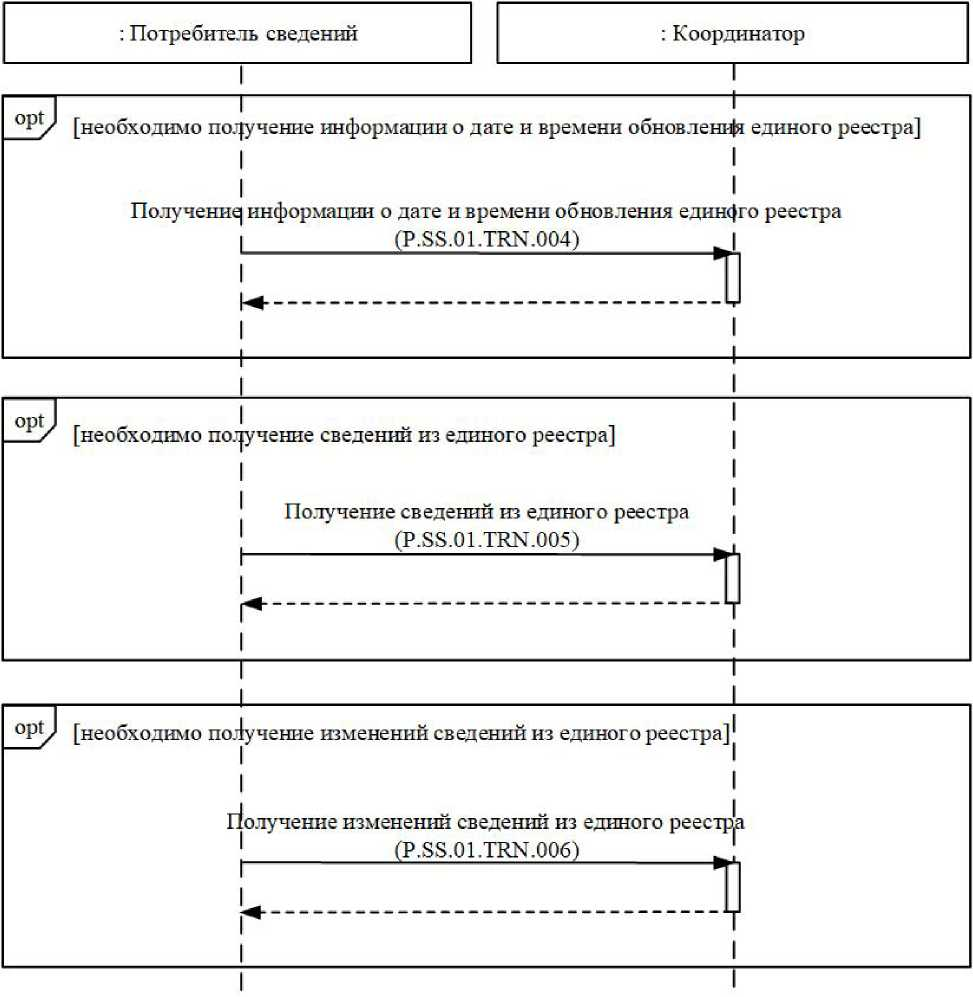 : Потребитель сведений
: Координатор
opt
[необходимо получение информации о дате и времени обновления единого реестра]
Получение информации о дате и времени обновления единого реестра
(P.SS.01.TRN.004)
opt
[необходимо получение сведений из единого реестра]
Получение сведений из единого реестра
(P.SS.01.TRN.005)
opt
[необходимо получение изменений сведений из единого реестра]
Получение изменений сведений из единого реестра
(P.SS.01.TRN.006)